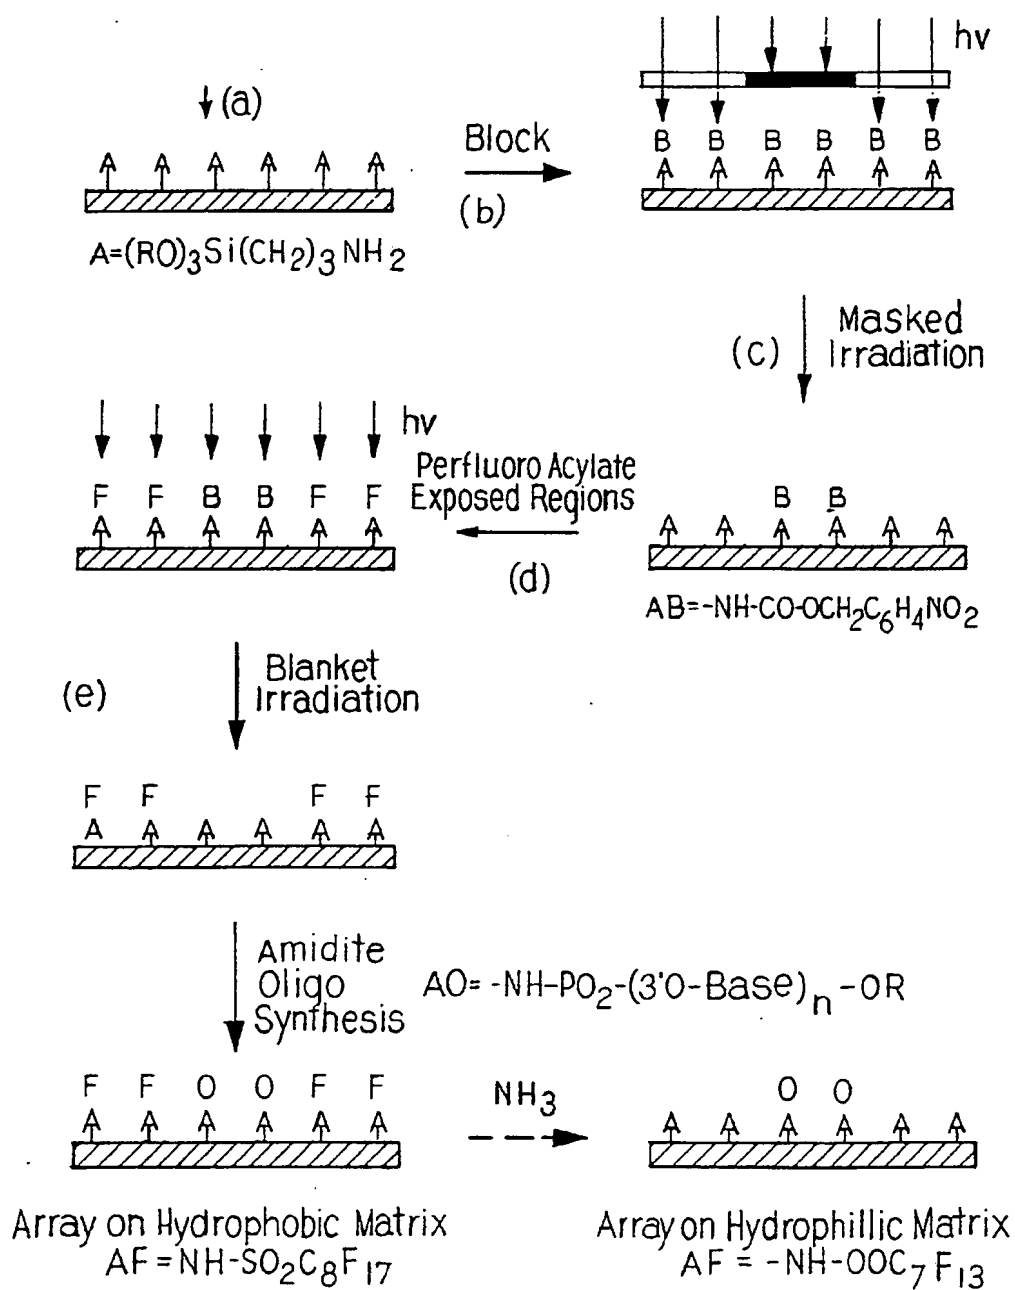 (a)
A A A A A A
A=(RO)3Si(CH2)3NH2
Block
(b)
hv
B B B B B B
A A A A A A
(c)
Masked
Irradiation
B B
A A A A A A
AB=-NH-CO-OCH2C6H4NO2
Perfluoro Acylate
Exposed Regions
(d)
hv
F F B B F F
A A A A A A
(e)
Blanket
Irradiation
F F F F
A A A A A A
Amidite
Oligo
Synthesis
AO= -NH-PO2-(3'O-Base)n-OR
F F O O F F
A A A A A A
NH3
O O
A A A A A A
Array on Hydrophobic Matrix
AF=NH-SO2C8F17
Array on Hydrophillic Matrix
AF = -NH-OOC7F13